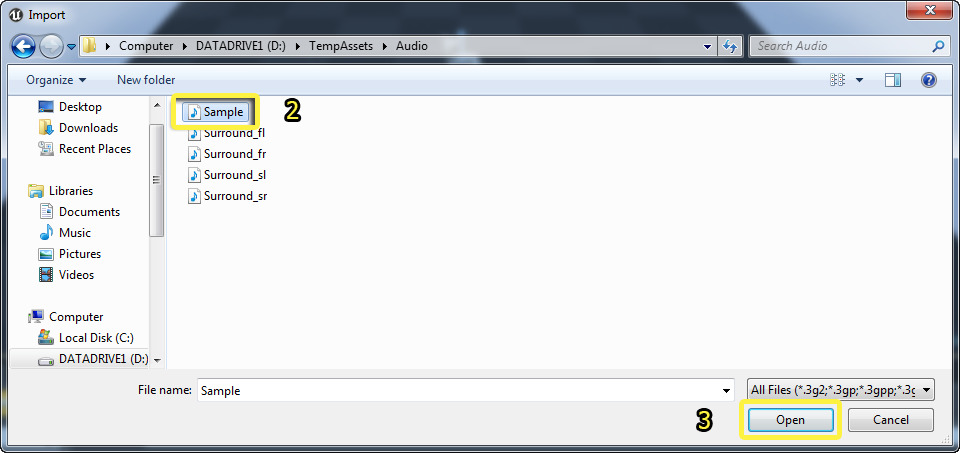 Import
Computer DATADRIVE1 (D:) TempAssets Audio
Search Audio
Organize
New folder
Desktop
Downloads
Recent Places
Libraries
Documents
Music
Pictures
Videos
Computer
Local Disk (C:)
DATADRIVE1 (D:)
Sample
2
Surround_fl
Surround_fr
Surround_sl
Surround_sr
File name: Sample
All Files (*.3g2;*.3gp;*.3gpp;*.3g
3
Open
Cancel